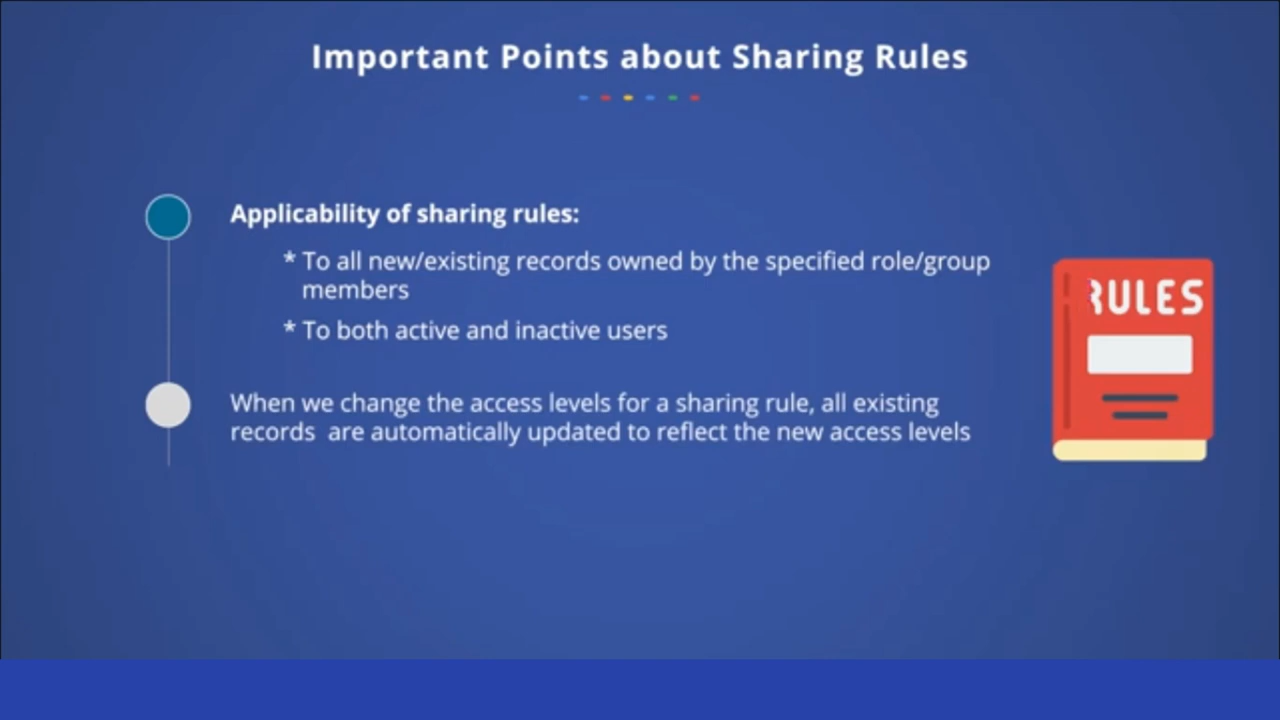 Important Points about Sharing Rules
Applicability of sharing rules:
* To all new/existing records owned by the specified role/group
members
* To both active and inactive users
When we change the access levels for a sharing rule, all existing
records  are automatically updated to reflect the new access levels
RULES